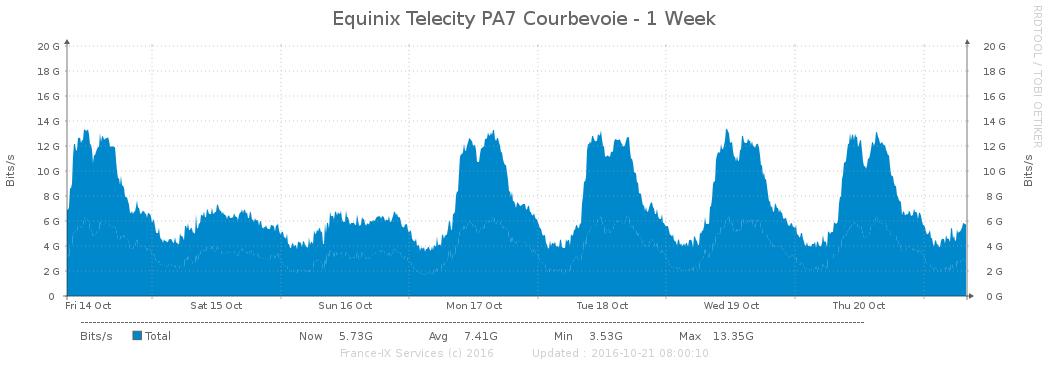 Equinix Telecity PA7 Courbevoie - 1 Week
RRDTOOL / TOBI OETIKER
Bits/s
20 G
18 G
16 G
14 G
12 G
10 G
8 G
6 G
4 G
2 G
0
20 G
18 G
16 G
14 G
12 G
10 G
8 G
6 G
4 G
2 G
0 G
Bits/s
Fri 14 Oct Sat 15 Oct Sun 16 Oct Mon 17 Oct Tue 18 Oct Wed 19 Oct Thu 20 Oct
Bits/s Total Now 5.73G Avg 7.41G Min 3.53G Max 13.35G
France-IX Services (c) 2016 Updated : 2016-10-21 08:00:10